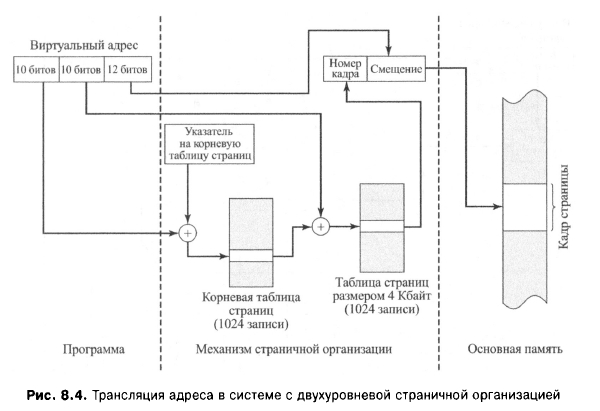 Виртуальный адрес
10 битов 10 битов 12 битов
Номер
кадра
Смещение
Указатель
на корневую
таблицу страниц
+
+
Кадр страницы
Корневая таблица
страниц
(1024 записи)
Таблица страниц
размером 4 Кбайт
(1024 записи)
Программа
Механизм страничной организации
Основная память
Рис. 8.4. Трансляция адреса в системе с двухуровневой страничной организацией